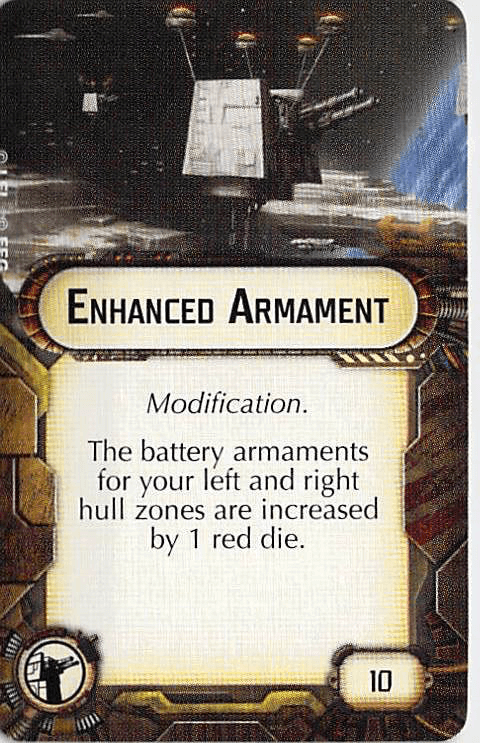 ENHANCED ARMAMENT
Modification.
The battery armaments
for your left and right
hull zones are increased
by 1 red die.
10